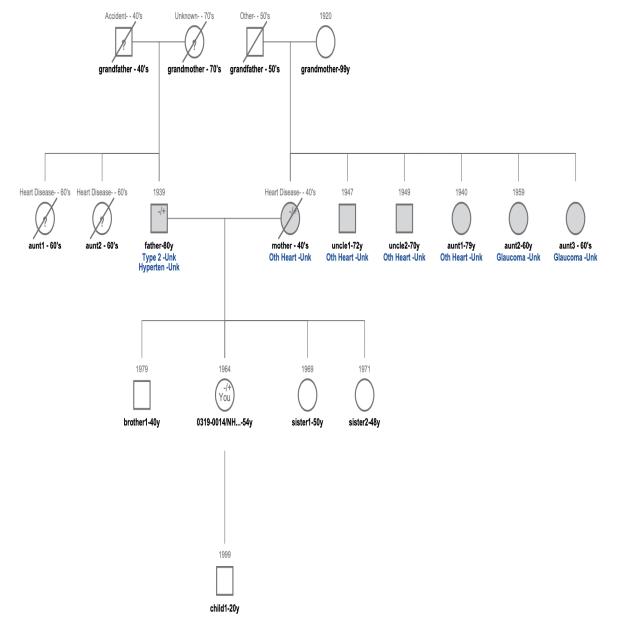 Accident- - 40's
Unknown- - 70's
Other- - 50's
1920
?
?
grandfather - 40's
grandmother - 70's
grandfather - 50's
grandmother-99y
Heart Disease- - 60's
Heart Disease- - 60's
1939
Heart Disease- - 40's
1947
1949
1940
1959
?
?
-/+
-/+
aunt1 - 60's
aunt2 - 60's
father-80y
mother - 40's
uncle1-72y
uncle2-70y
aunt1-79y
aunt2-60y
aunt3 - 60's
Type 2 -Unk
Oth Heart -Unk
Oth Heart -Unk
Oth Heart -Unk
Oth Heart -Unk
Glaucoma -Unk
Glaucoma -Unk
Hyperten -Unk
1979
1964
1969
1971
-/+
You
brother1-40y
0319-0014/NH...-54y
sister1-50y
sister2-48y
1999
child1-20y